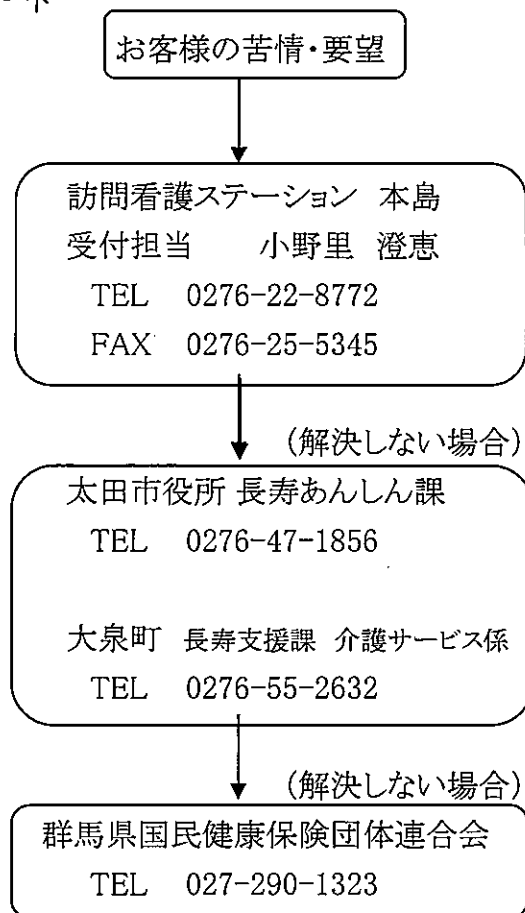 お客様の苦情・要望
訪問看護ステーション 本島
受付担当 小野里 澄恵
TEL 0276-22-8772
FAX 0276-25-5345
(解決しない場合)
太田市役所 長寿あんしん課
TEL 0276-47-1856
大泉町 長寿支援課 介護サービス係
TEL 0276-55-2632
(解決しない場合)
群馬県国民健康保険団体連合会
TEL 027-290-1323